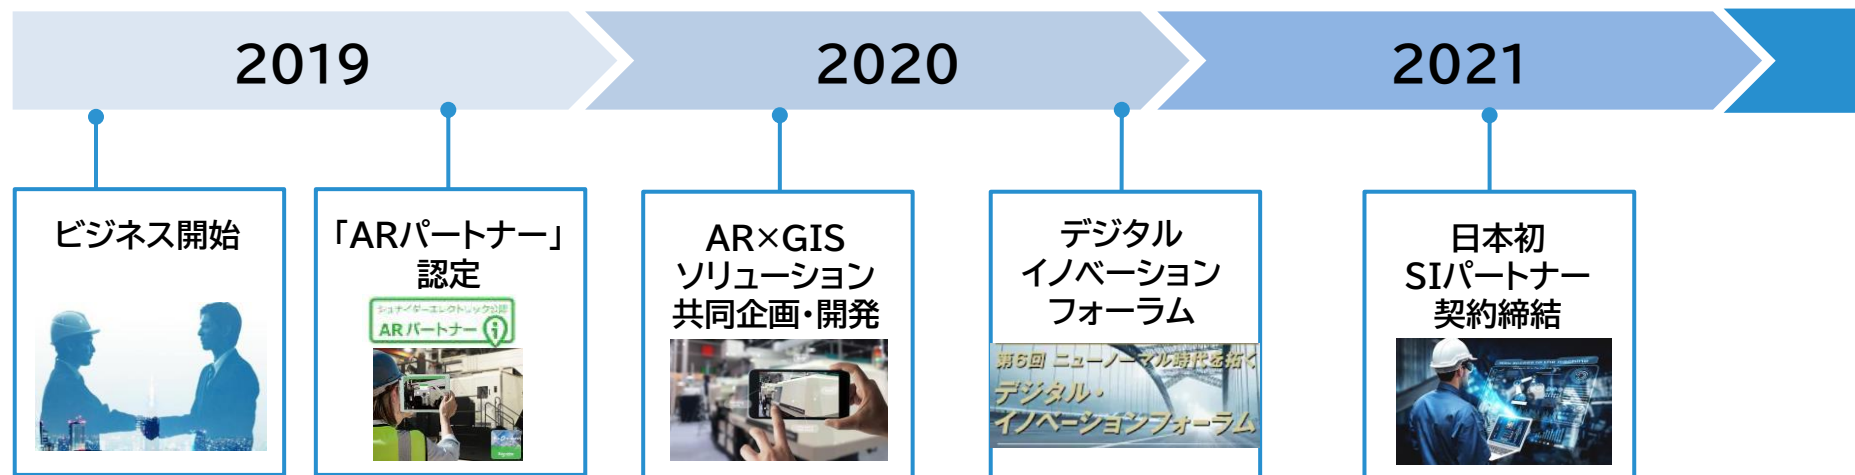 2019
2020
2021
ビジネス開始
「ARパートナー」
認定
シュナイダーエレクトリック公認
ARパートナー
AR×GIS
ソリューション
共同企画・開発
デジタル
イノベーション
フォーラム
第6回 ニューノーマル時代を拓く
デジタル・
イノベーションフォーラム
日本初
SIパートナー
契約締結